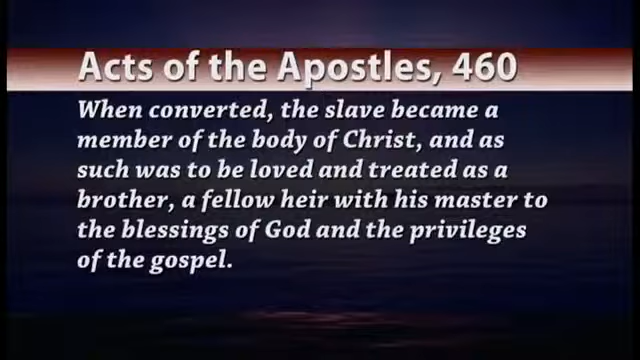 Acts of the Apostles, 460
When converted, the slave became a
member of the body of Christ, and as
such was to be loved and treated as a
brother, a fellow heir with his master to
the blessings of God and the privileges
of the gospel.